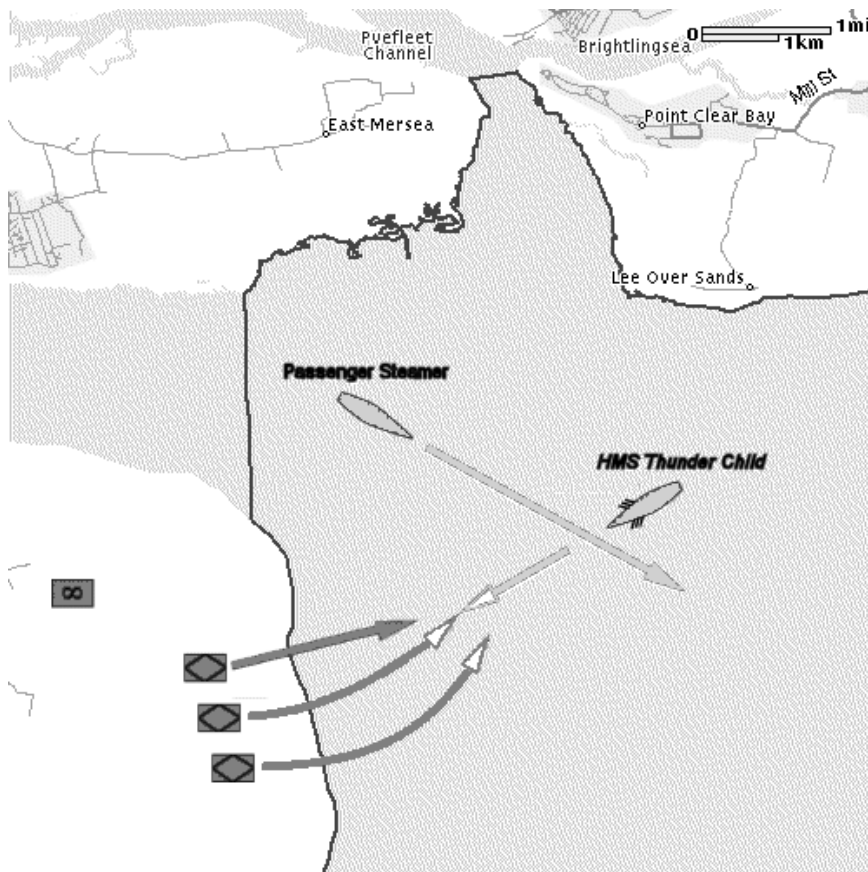 Pyefleet
Channel
Brightlingsea
0
1mi
1km
Mill St
East Mersea
Point Clear Bay
Lee Over Sands
Passenger Steamer
HMS Thunder Child
8